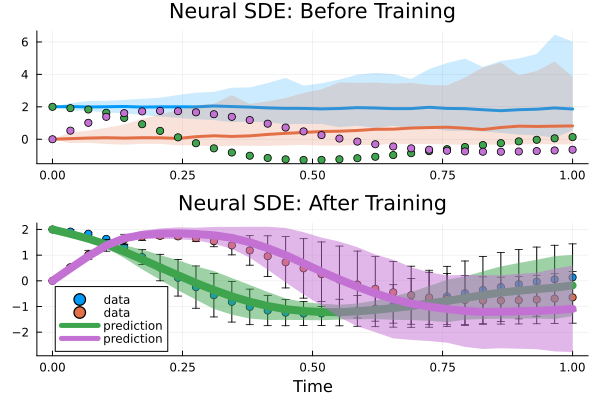 Neural SDE: Before Training
6
4
2
0
0.00 0.25 0.50 0.75 1.00
Neural SDE: After Training
2
1
0
−1
−2
data
data
prediction
prediction
0.00 0.25 0.50 0.75 1.00
Time